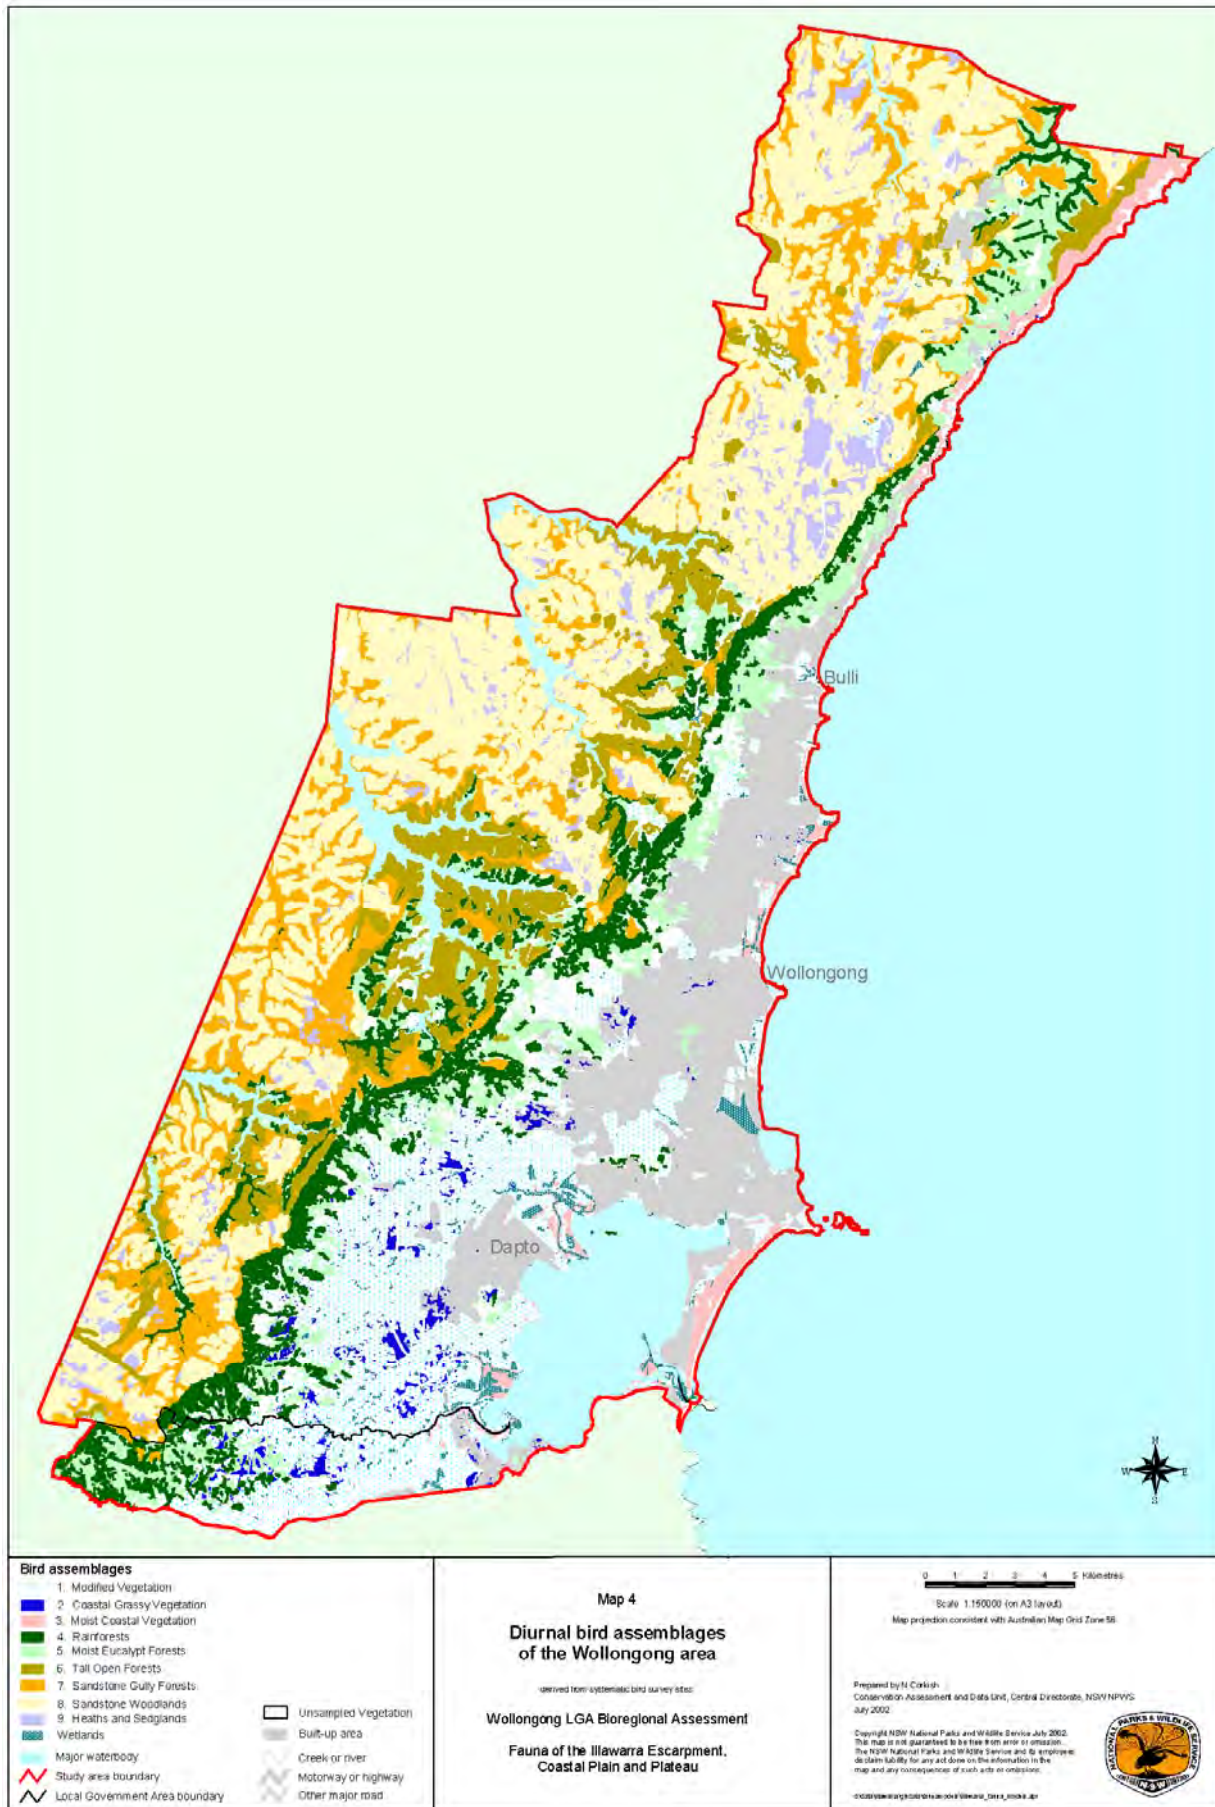 Bulli
Wollongong
Dapto
N
W
E
S
Bird assemblages
1. Modified Vegetation
2. Coastal Grassy Vegetation
3. Moist Coastal Vegetation
4. Rainforests
5. Moist Eucalypt Forests
6. Tall Open Forests
7. Sandstone Gully Forests
8. Sandstone Woodlands
9. Heaths and Sedglands
Wetlands
Major waterbody
Study area boundary
Local Government Area boundary
Unsampled Vegetation
Built-up area
Creek or river
Motorway or highway
Other major road
Map 4
Diurnal bird assemblages
of the Wollongong area
derived from systematic bird survey sites
Wollongong LGA Bioregional Assessment
Fauna of the Illawarra Escarpment,
Coastal Plain and Plateau
0 1 2 3 4 5 Kilometres
Scale 1:150000 (on A3 layout)
Map projection consistent with Australian Map Grid Zone 56
Prepared by N Corkish
Conservation Assessment and Data Unit, Central Directorate, NSW NPWS
July 2002
Copyright NSW National Parks and Wildlife Service July 2002.
This map is not guaranteed to be free from error or omission.
The NSW National Parks and Wildlife Service and its employees
disclaim liability for any act done on the information in the
map and any consequences of such acts or omissions.
NATIONAL PARKS & WILDLIFE SERVICE
NSW